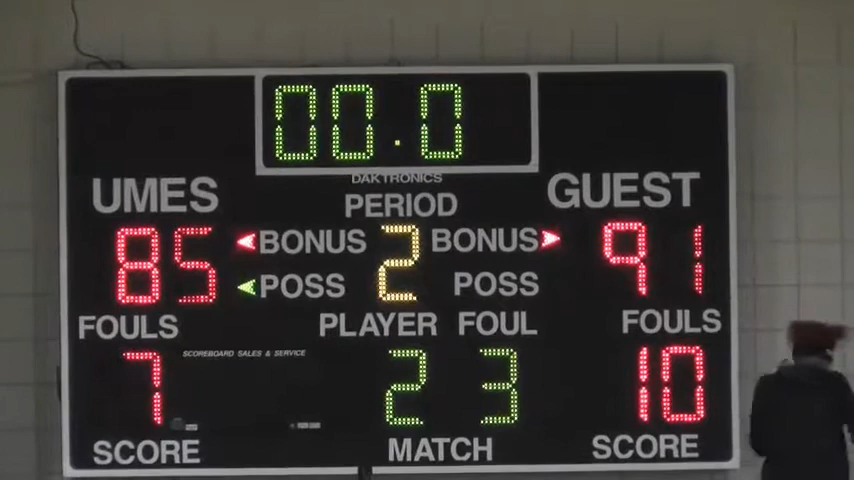 00.0
DAKTRONICS
UMES PERIOD GUEST
85 BONUS 2 BONUS 91
POSS POSS
FOULS PLAYER FOUL FOULS
SCOREBOARD SALES & SERVICE
7 2 3 10
SCORE MATCH SCORE